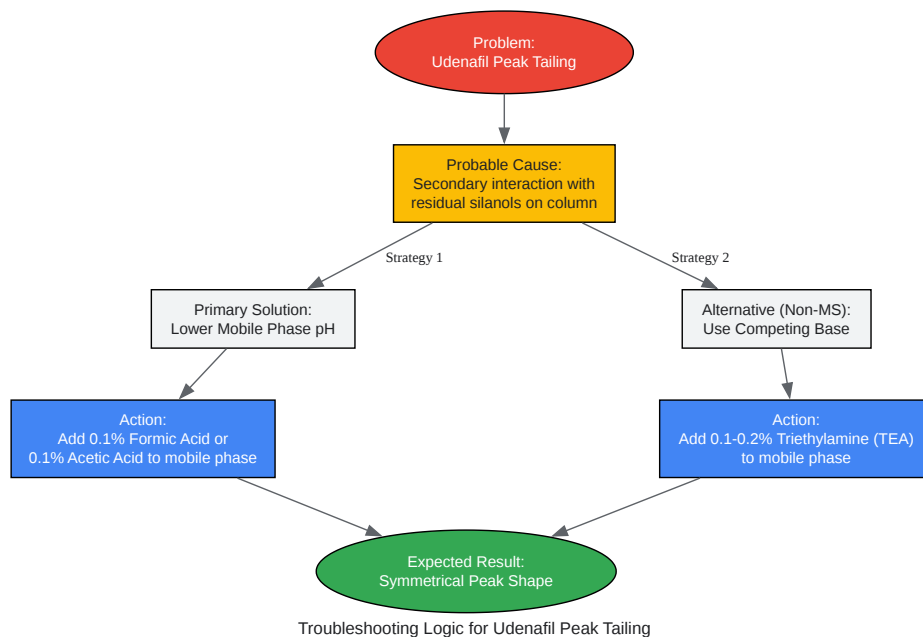 Problem:
Udenafil Peak Tailing
Probable Cause:
Secondary interaction with
residual silanols on column
Strategy 1
Strategy 2
Primary Solution:
Lower Mobile Phase pH
Alternative (Non-MS):
Use Competing Base
Action:
Add 0.1% Formic Acid or
0.1% Acetic Acid to mobile phase
Action:
Add 0.1-0.2% Triethylamine (TEA)
to mobile phase
Expected Result:
Symmetrical Peak Shape
Troubleshooting Logic for Udenafil Peak Tailing